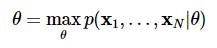 θ = max_θ p(𝐱₁, . . . , 𝐱_N|θ)